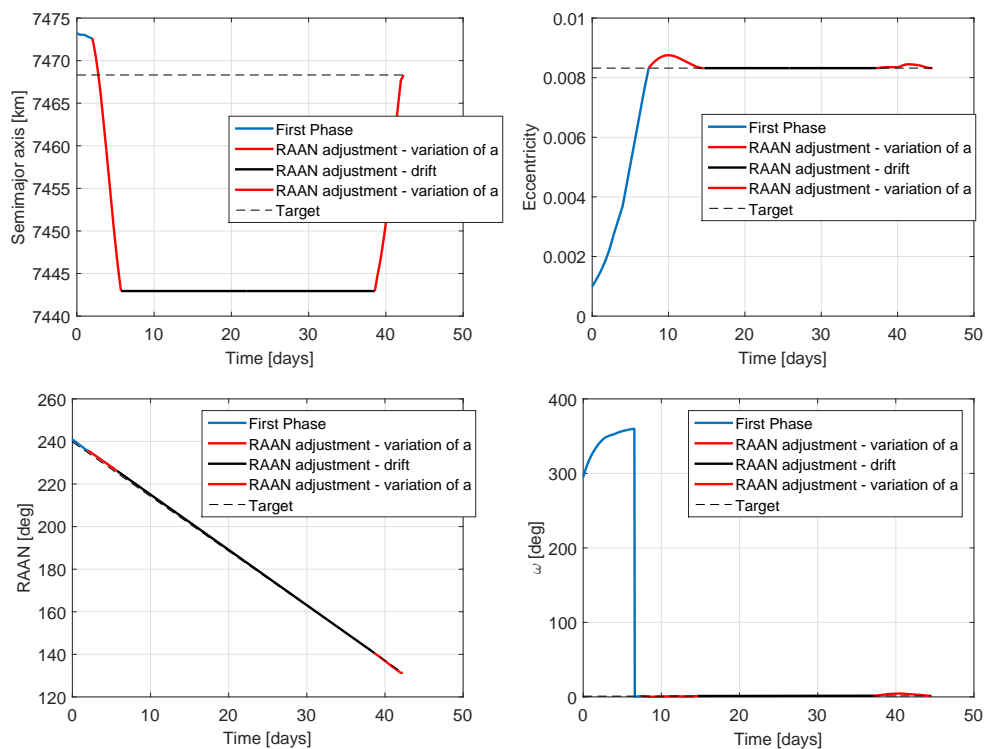 7475
7470
7465
7460
7455
7450
7445
7440
Semimajor axis [km]
0 10 20 30 40 50
Time [days]
First Phase
RAAN adjustment - variation of a
RAAN adjustment - drift
RAAN adjustment - variation of a
Target
0.01
0.008
0.006
0.004
0.002
0
Eccentricity
0 10 20 30 40 50
Time [days]
First Phase
RAAN adjustment - variation of a
RAAN adjustment - drift
RAAN adjustment - variation of a
Target
260
240
220
200
180
160
140
120
RAAN [deg]
0 10 20 30 40 50
Time [days]
First Phase
RAAN adjustment - variation of a
RAAN adjustment - drift
RAAN adjustment - variation of a
Target
400
300
200
100
0
ω [deg]
0 10 20 30 40 50
Time [days]
First Phase
RAAN adjustment - variation of a
RAAN adjustment - drift
RAAN adjustment - variation of a
Target